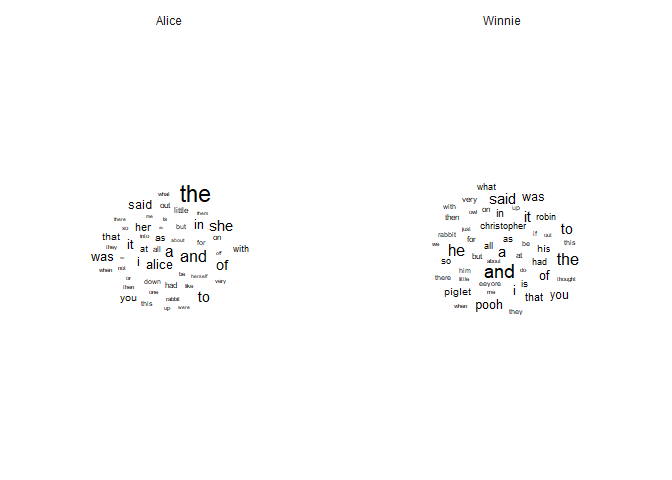 Alice
what the
said out little them
there me is
so her but in she
that it into as about for on
they at all a and off with
was i alice of
when not be herself
or down had like very
then one
you this rabbit to
up were
Winnie
what
with very said was
then owl on in up it robin
just christopher to
rabbit for as if out
we he all be his this
so but a at had the
about
him and do of thought
there little eeyore is
piglet me i that you
when pooh they